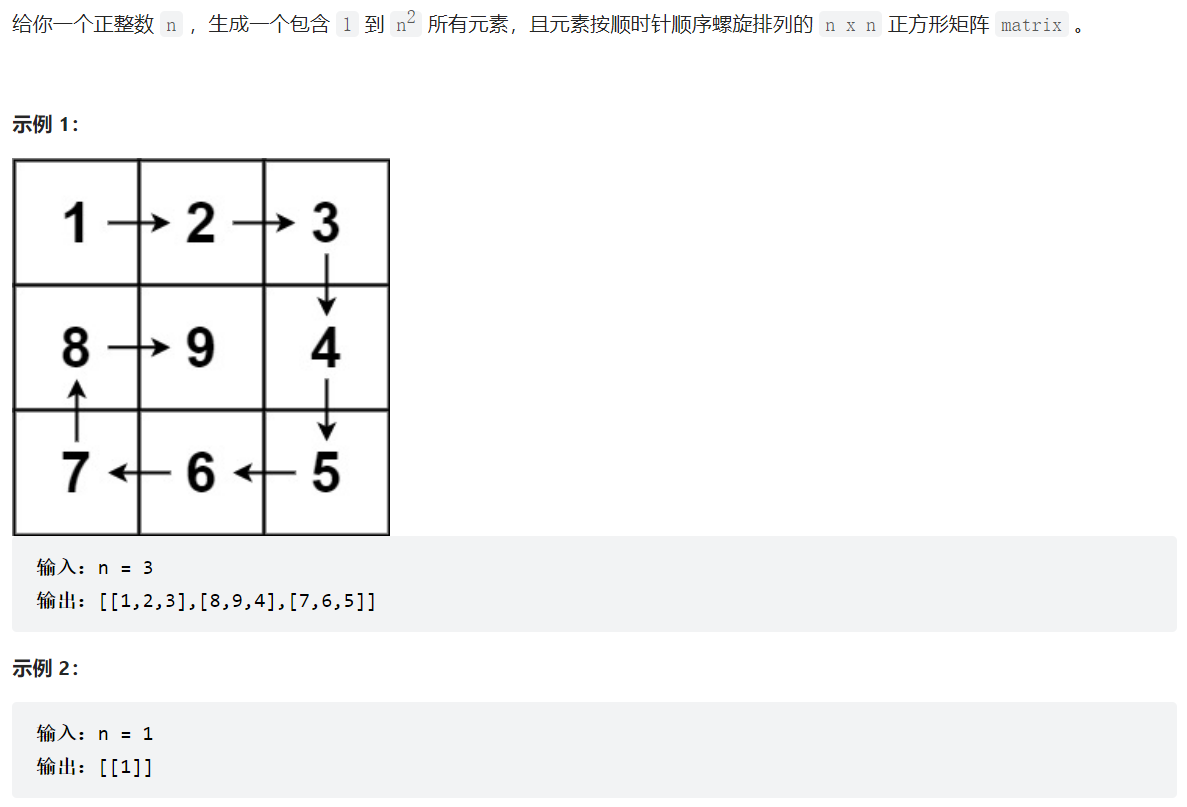 给你一个正整数 n ，生成一个包含 1 到 n² 所有元素，且元素按顺时针顺序螺旋排列的 n x n 正方形矩阵 matrix 。
示例 1：
1 2 3
8 9 4
7 6 5
输入：n = 3
输出：[[1,2,3],[8,9,4],[7,6,5]]
示例 2：
输入：n = 1
输出：[[1]]